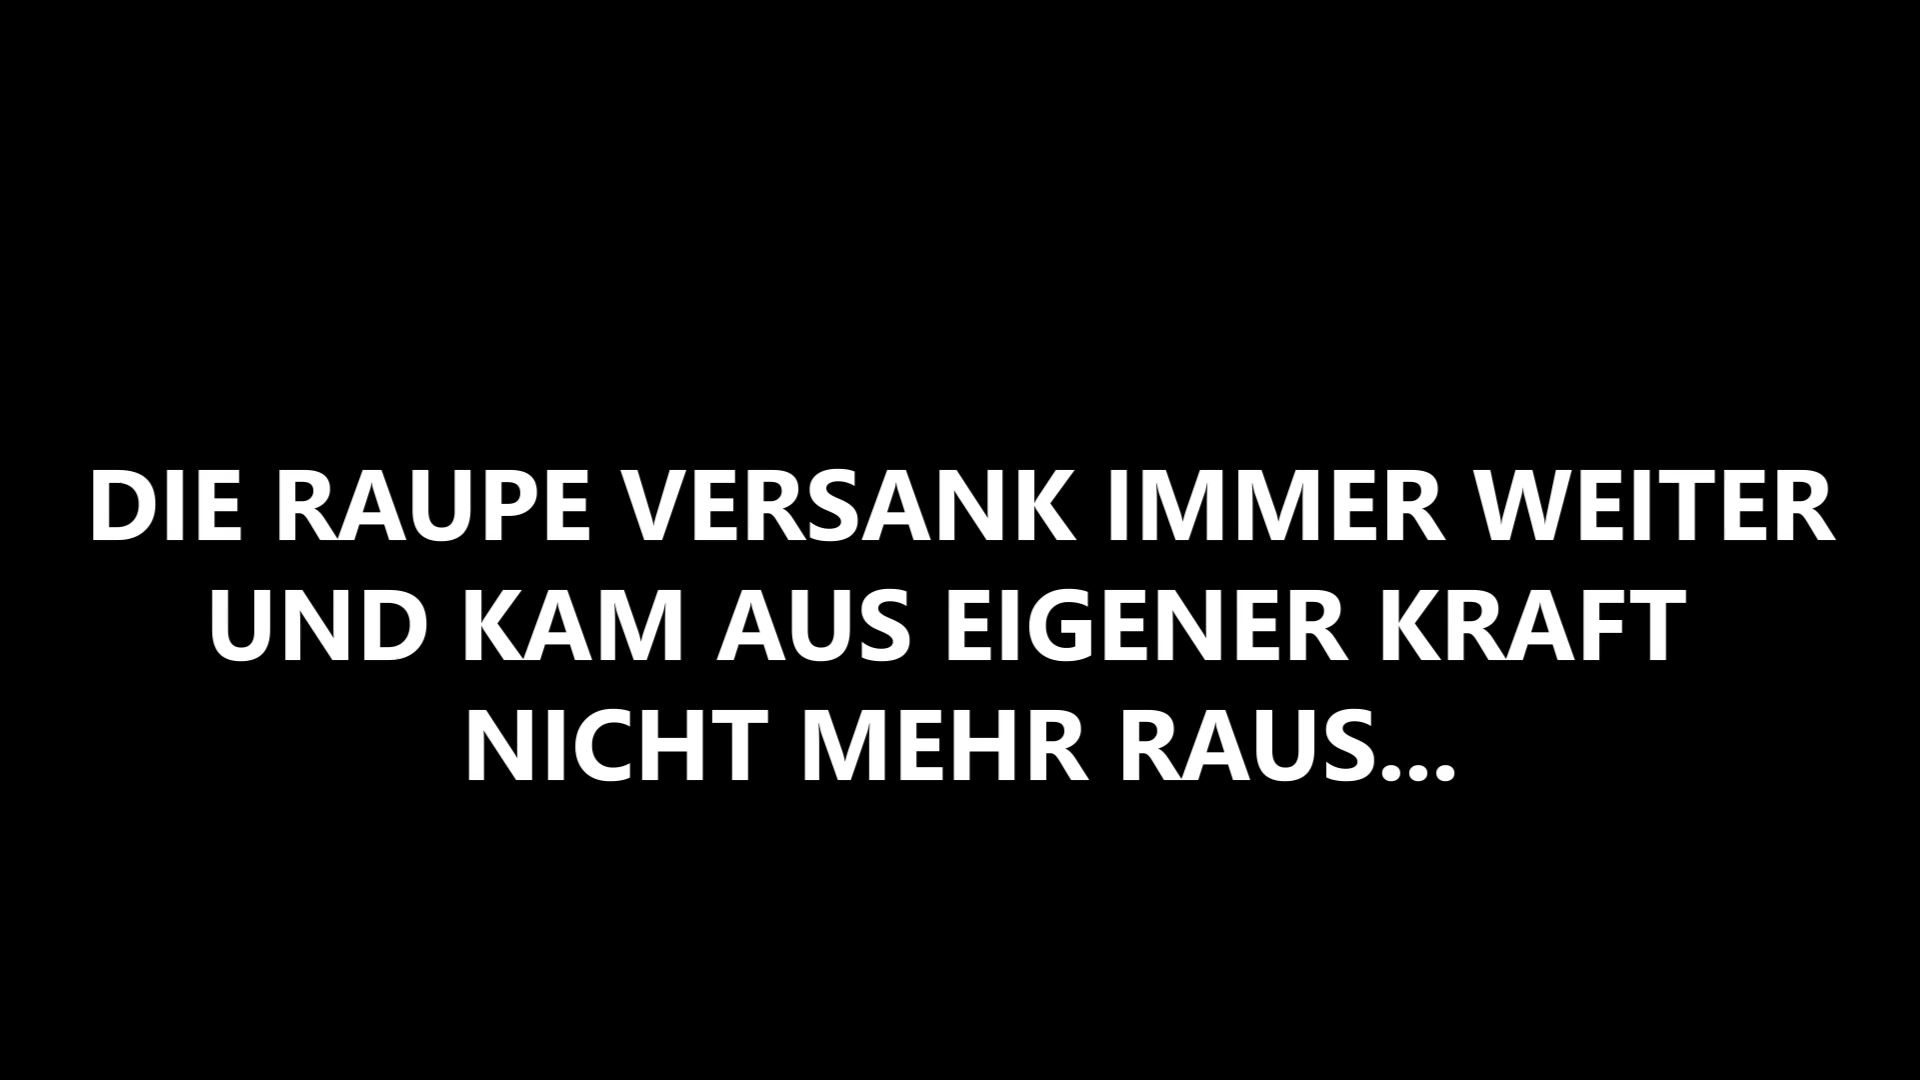 DIE RAUPE VERSANK IMMER WEITER
UND KAM AUS EIGENER KRAFT
NICHT MEHR RAUS...